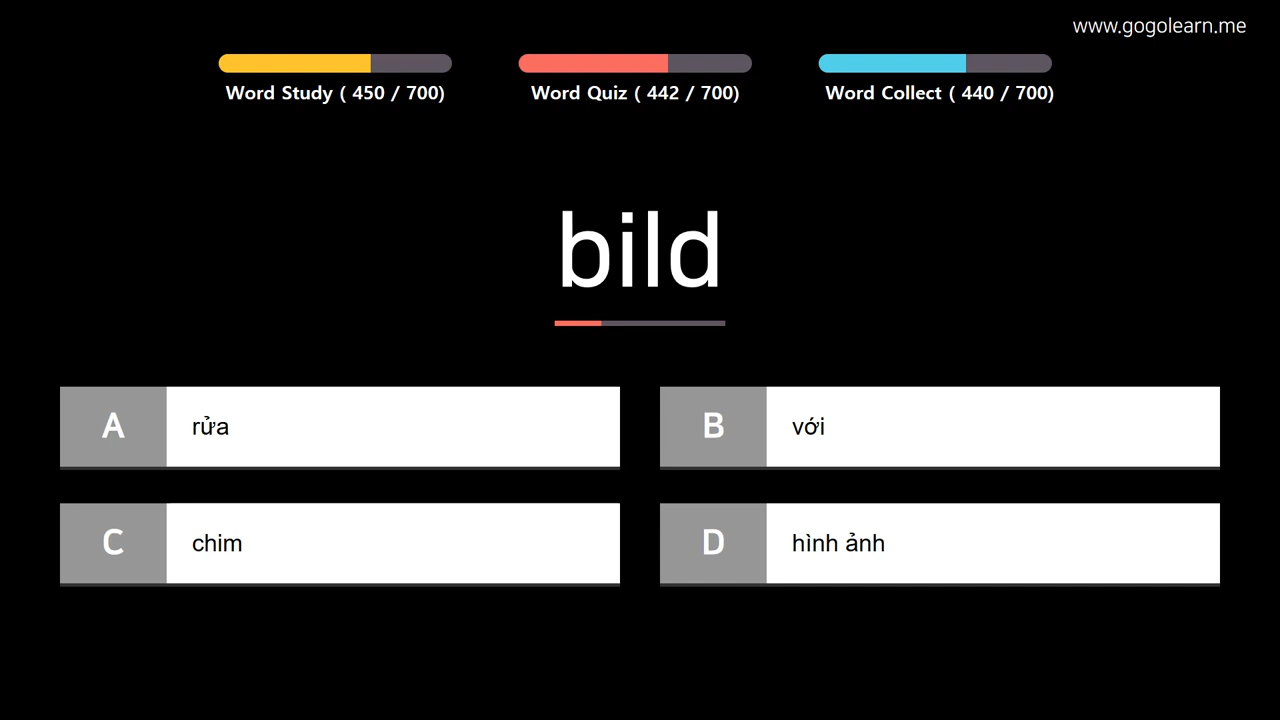 www.gogolearn.me
Word Study ( 450 / 700)
Word Quiz ( 442 / 700)
Word Collect ( 440 / 700)
bild
A rửa
B với
C chim
D hình ảnh